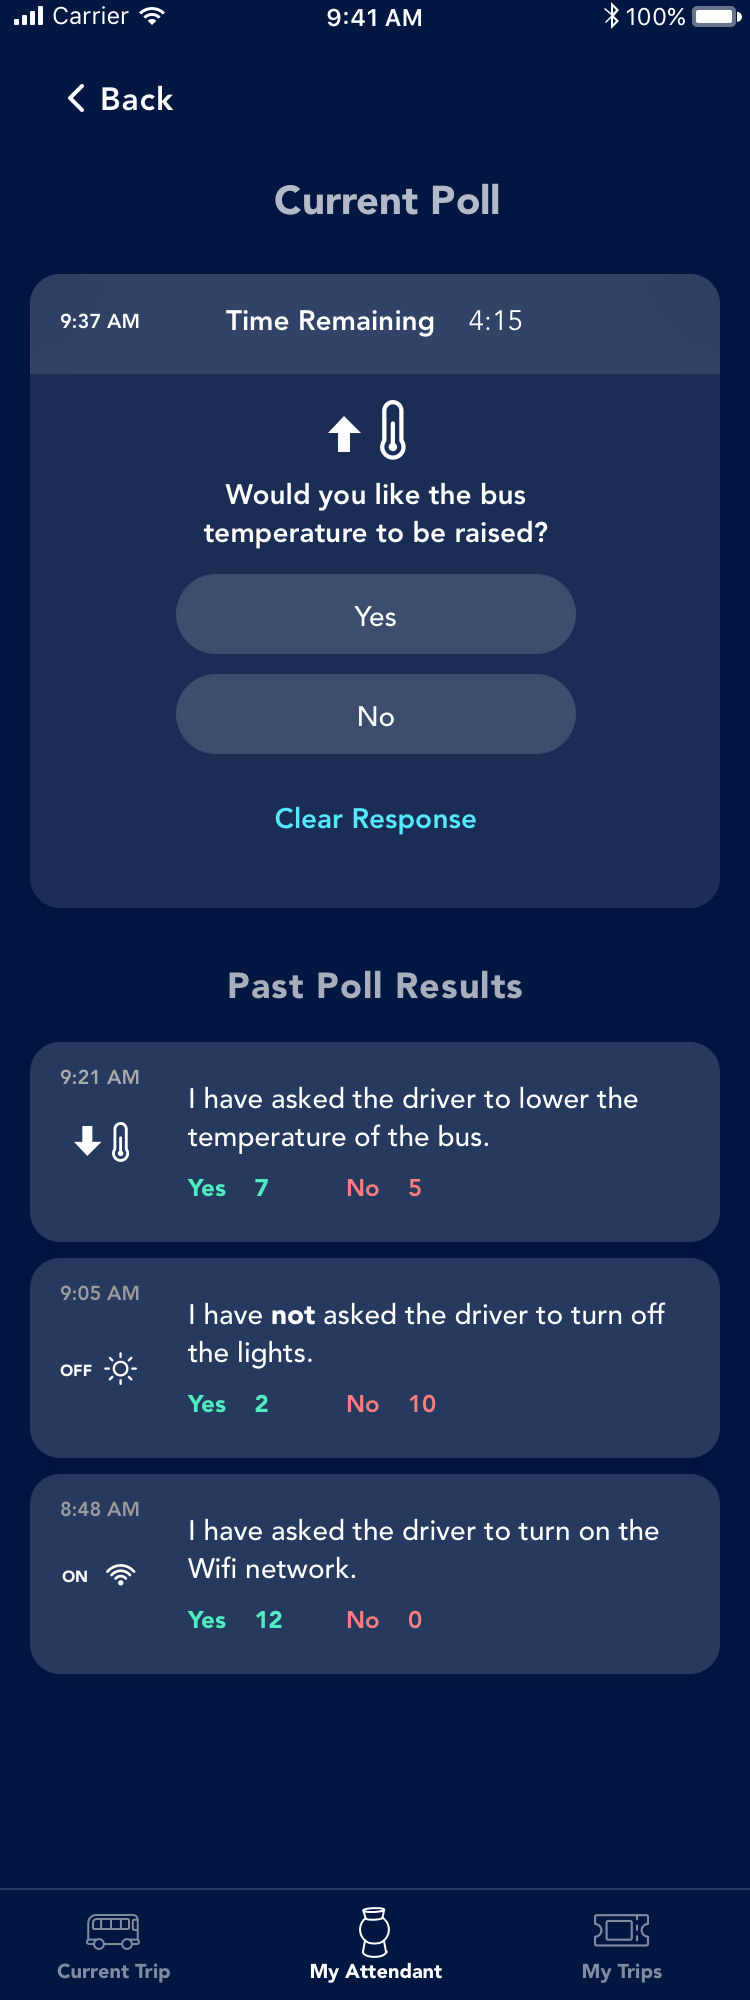 Carrier 9:41 AM 100%
Back
Current Poll
9:37 AM Time Remaining 4:15
Would you like the bus
temperature to be raised?
Yes
No
Clear Response
Past Poll Results
9:21 AM
I have asked the driver to lower the
temperature of the bus.
Yes 7 No 5
9:05 AM
I have not asked the driver to turn off
the lights.
OFF
Yes 2 No 10
8:48 AM
I have asked the driver to turn on the
Wifi network.
ON
Yes 12 No 0
Current Trip My Attendant My Trips